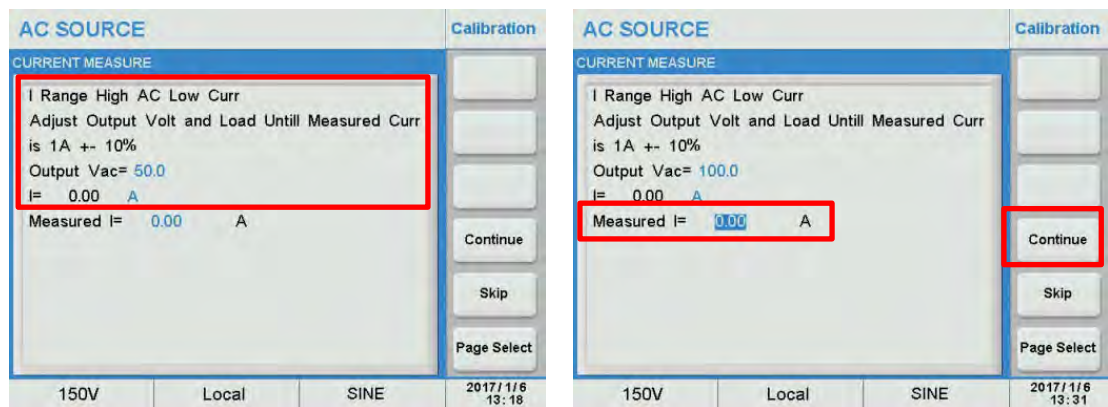 AC SOURCE
Calibration
CURRENT MEASURE
I Range High AC Low Curr
Adjust Output Volt and Load Untill Measured Curr
is 1A +- 10%
Output Vac= 50.0
I= 0.00 A
Measured I= 0.00 A
Continue
Skip
Page Select
150V Local SINE 2017/1/6
13:18
AC SOURCE
Calibration
CURRENT MEASURE
I Range High AC Low Curr
Adjust Output Volt and Load Untill Measured Curr
is 1A +- 10%
Output Vac= 100.0
I= 0.00 A
Measured I= 0.00 A
Continue
Skip
Page Select
150V Local SINE 2017/1/6
13:31